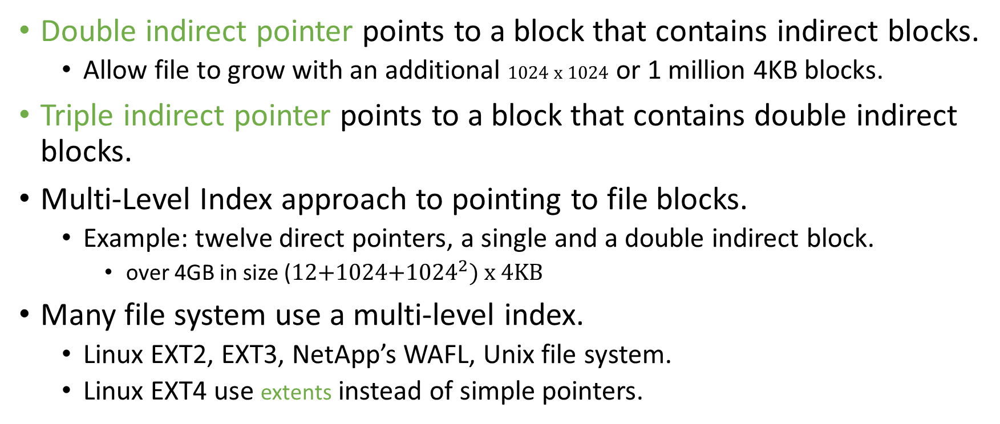 • Double indirect pointer points to a block that contains indirect blocks.
• Allow file to grow with an additional 1024 x 1024 or 1 million 4KB blocks.
• Triple indirect pointer points to a block that contains double indirect
blocks.
• Multi-Level Index approach to pointing to file blocks.
• Example: twelve direct pointers, a single and a double indirect block.
• over 4GB in size (12+1024+1024²) x 4KB
• Many file system use a multi-level index.
• Linux EXT2, EXT3, NetApp’s WAFL, Unix file system.
• Linux EXT4 use extents instead of simple pointers.